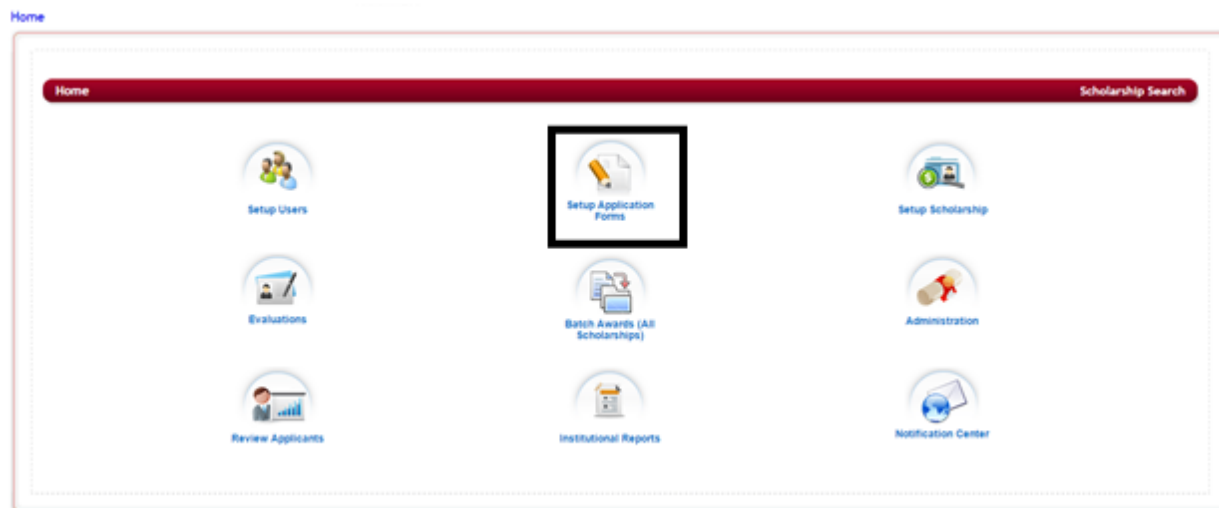 Home
Home Scholarship Search
Setup Users
Setup Application
Forms
Setup Scholarship
Evaluations
Batch Awards (All
Scholarships)
Administration
Review Applicants
Institutional Reports
Notification Center